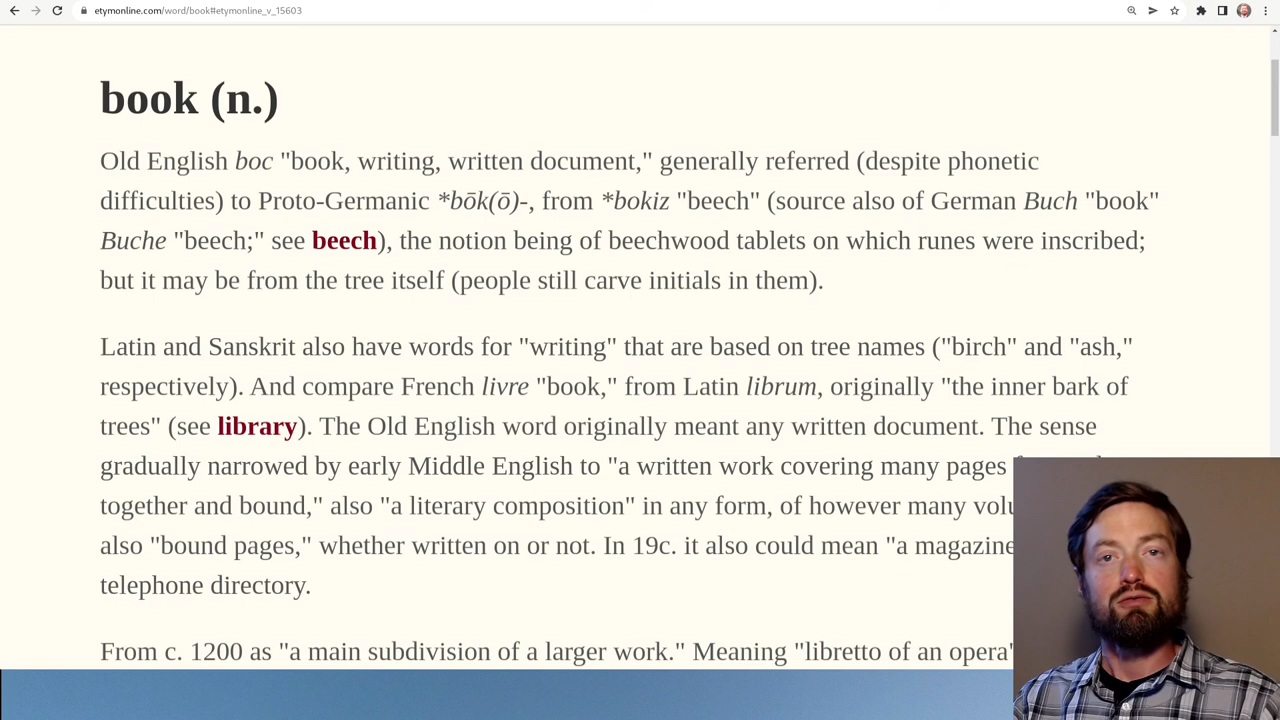 etymonline.com/word/book#etymonline_v_15603
book (n.)
Old English boc "book, writing, written document," generally referred (despite phonetic
difficulties) to Proto-Germanic *bōk(ō)-, from *bokiz "beech" (source also of German Buch "book"
Buche "beech;" see beech), the notion being of beechwood tablets on which runes were inscribed;
but it may be from the tree itself (people still carve initials in them).
Latin and Sanskrit also have words for "writing" that are based on tree names ("birch" and "ash,"
respectively). And compare French livre "book," from Latin librum, originally "the inner bark of
trees" (see library). The Old English word originally meant any written document. The sense
gradually narrowed by early Middle English to "a written work covering many pages
together and bound," also "a literary composition" in any form, of however many
also "bound pages," whether written on or not. In 19c. it also could mean "a magazine
telephone directory.
From c. 1200 as "a main subdivision of a larger work." Meaning "libretto of an opera"